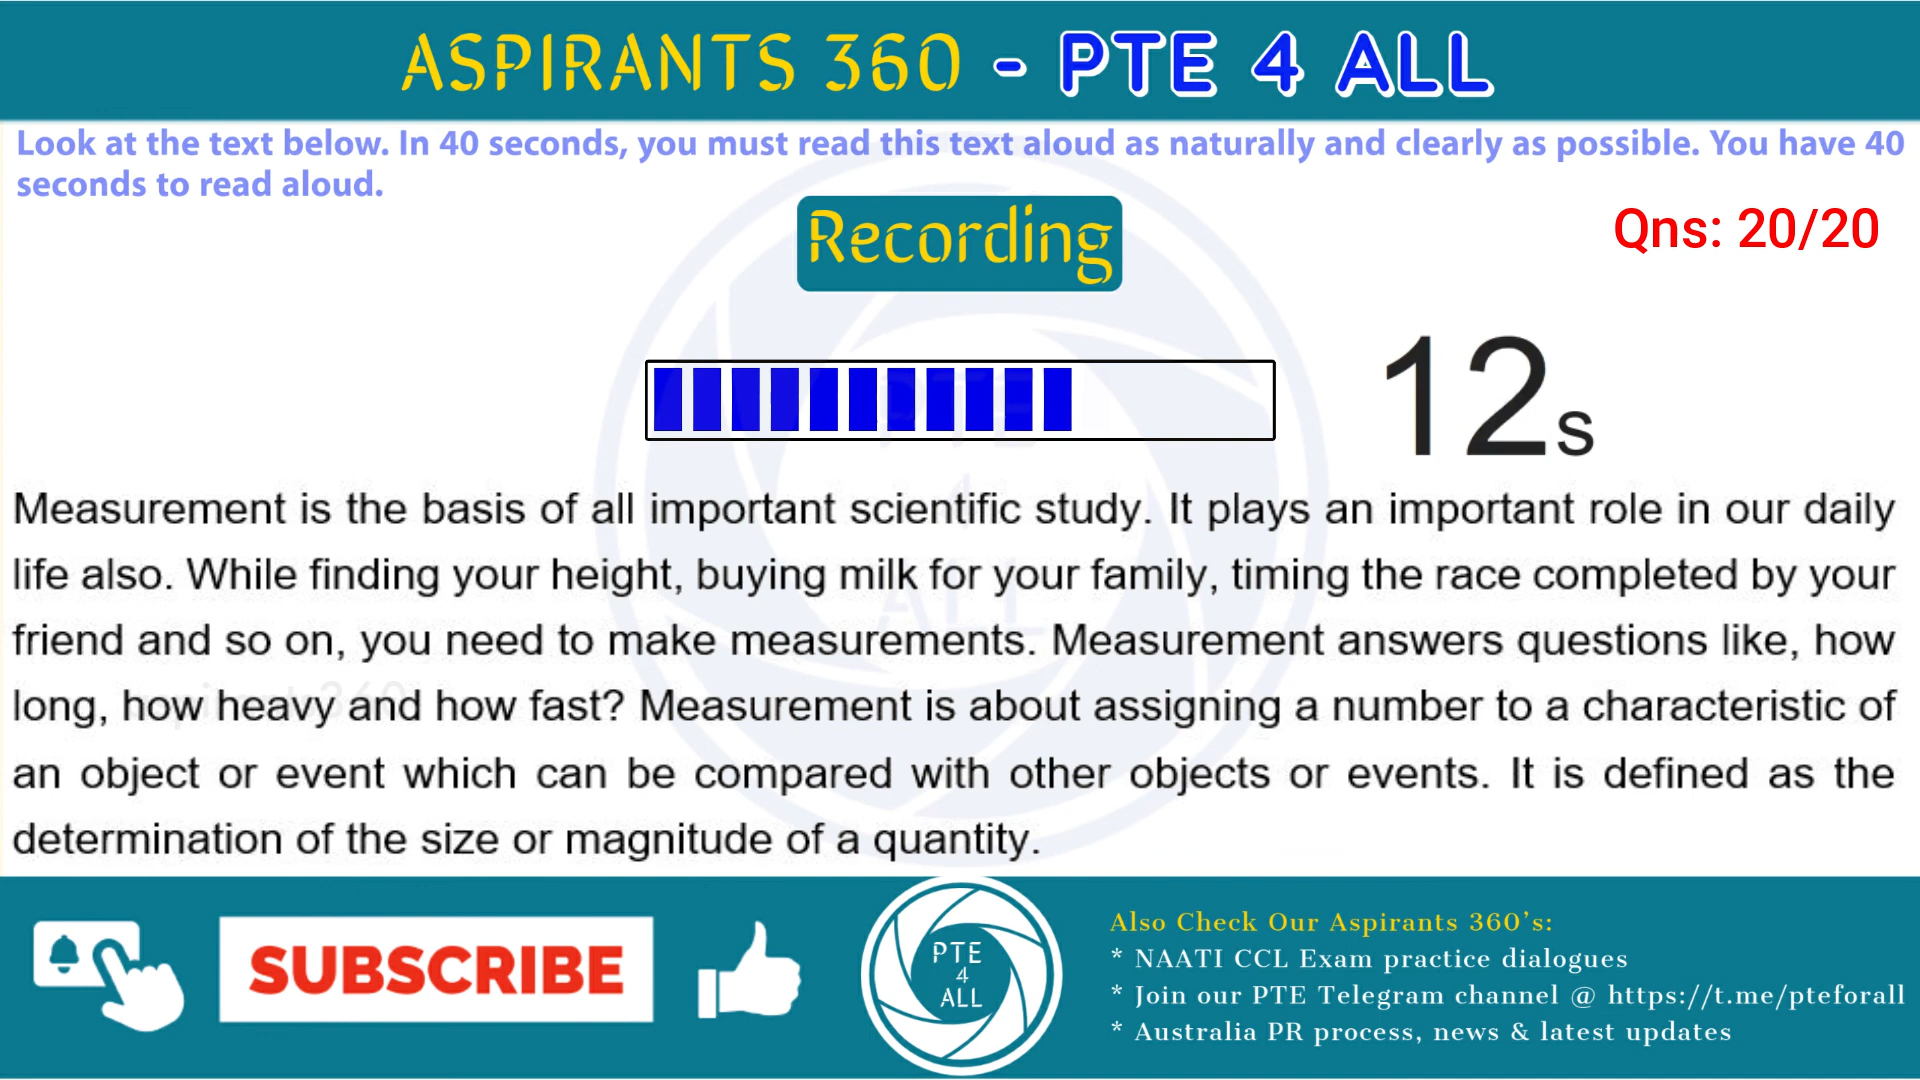 ASPIRANTS 360 - PTE 4 ALL
Look at the text below. In 40 seconds, you must read this text aloud as naturally and clearly as possible. You have 40
seconds to read aloud.
Recording
Qns: 20/20
12s
Measurement is the basis of all important scientific study. It plays an important role in our daily
life also. While finding your height, buying milk for your family, timing the race completed by your
friend and so on, you need to make measurements. Measurement answers questions like, how
long, how heavy and how fast? Measurement is about assigning a number to a characteristic of
an object or event which can be compared with other objects or events. It is defined as the
determination of the size or magnitude of a quantity.
SUBSCRIBE
PTE
4
ALL
Also Check Our Aspirants 360's:
* NAATI CCL Exam practice dialogues
* Join our PTE Telegram channel @ https://t.me/pteforall
* Australia PR process, news & latest updates